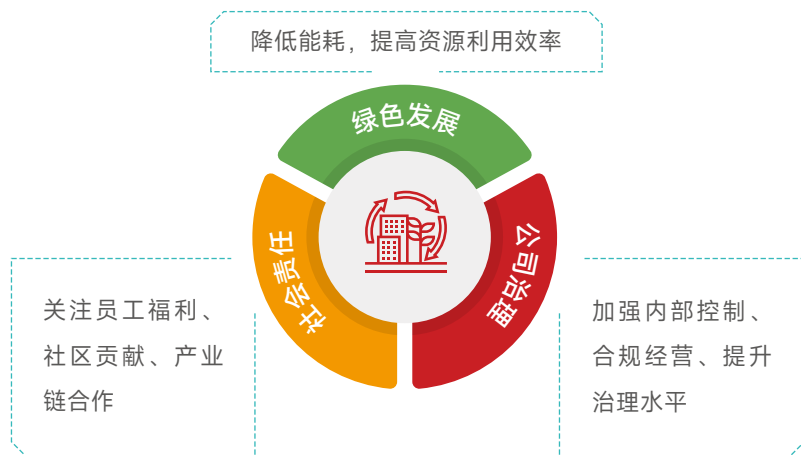 降低能耗，提高资源利用效率
绿色发展
社会责任
公司治理
关注员工福利、
社区贡献、产业
链合作
加强内部控制、
合规经营、提升
治理水平